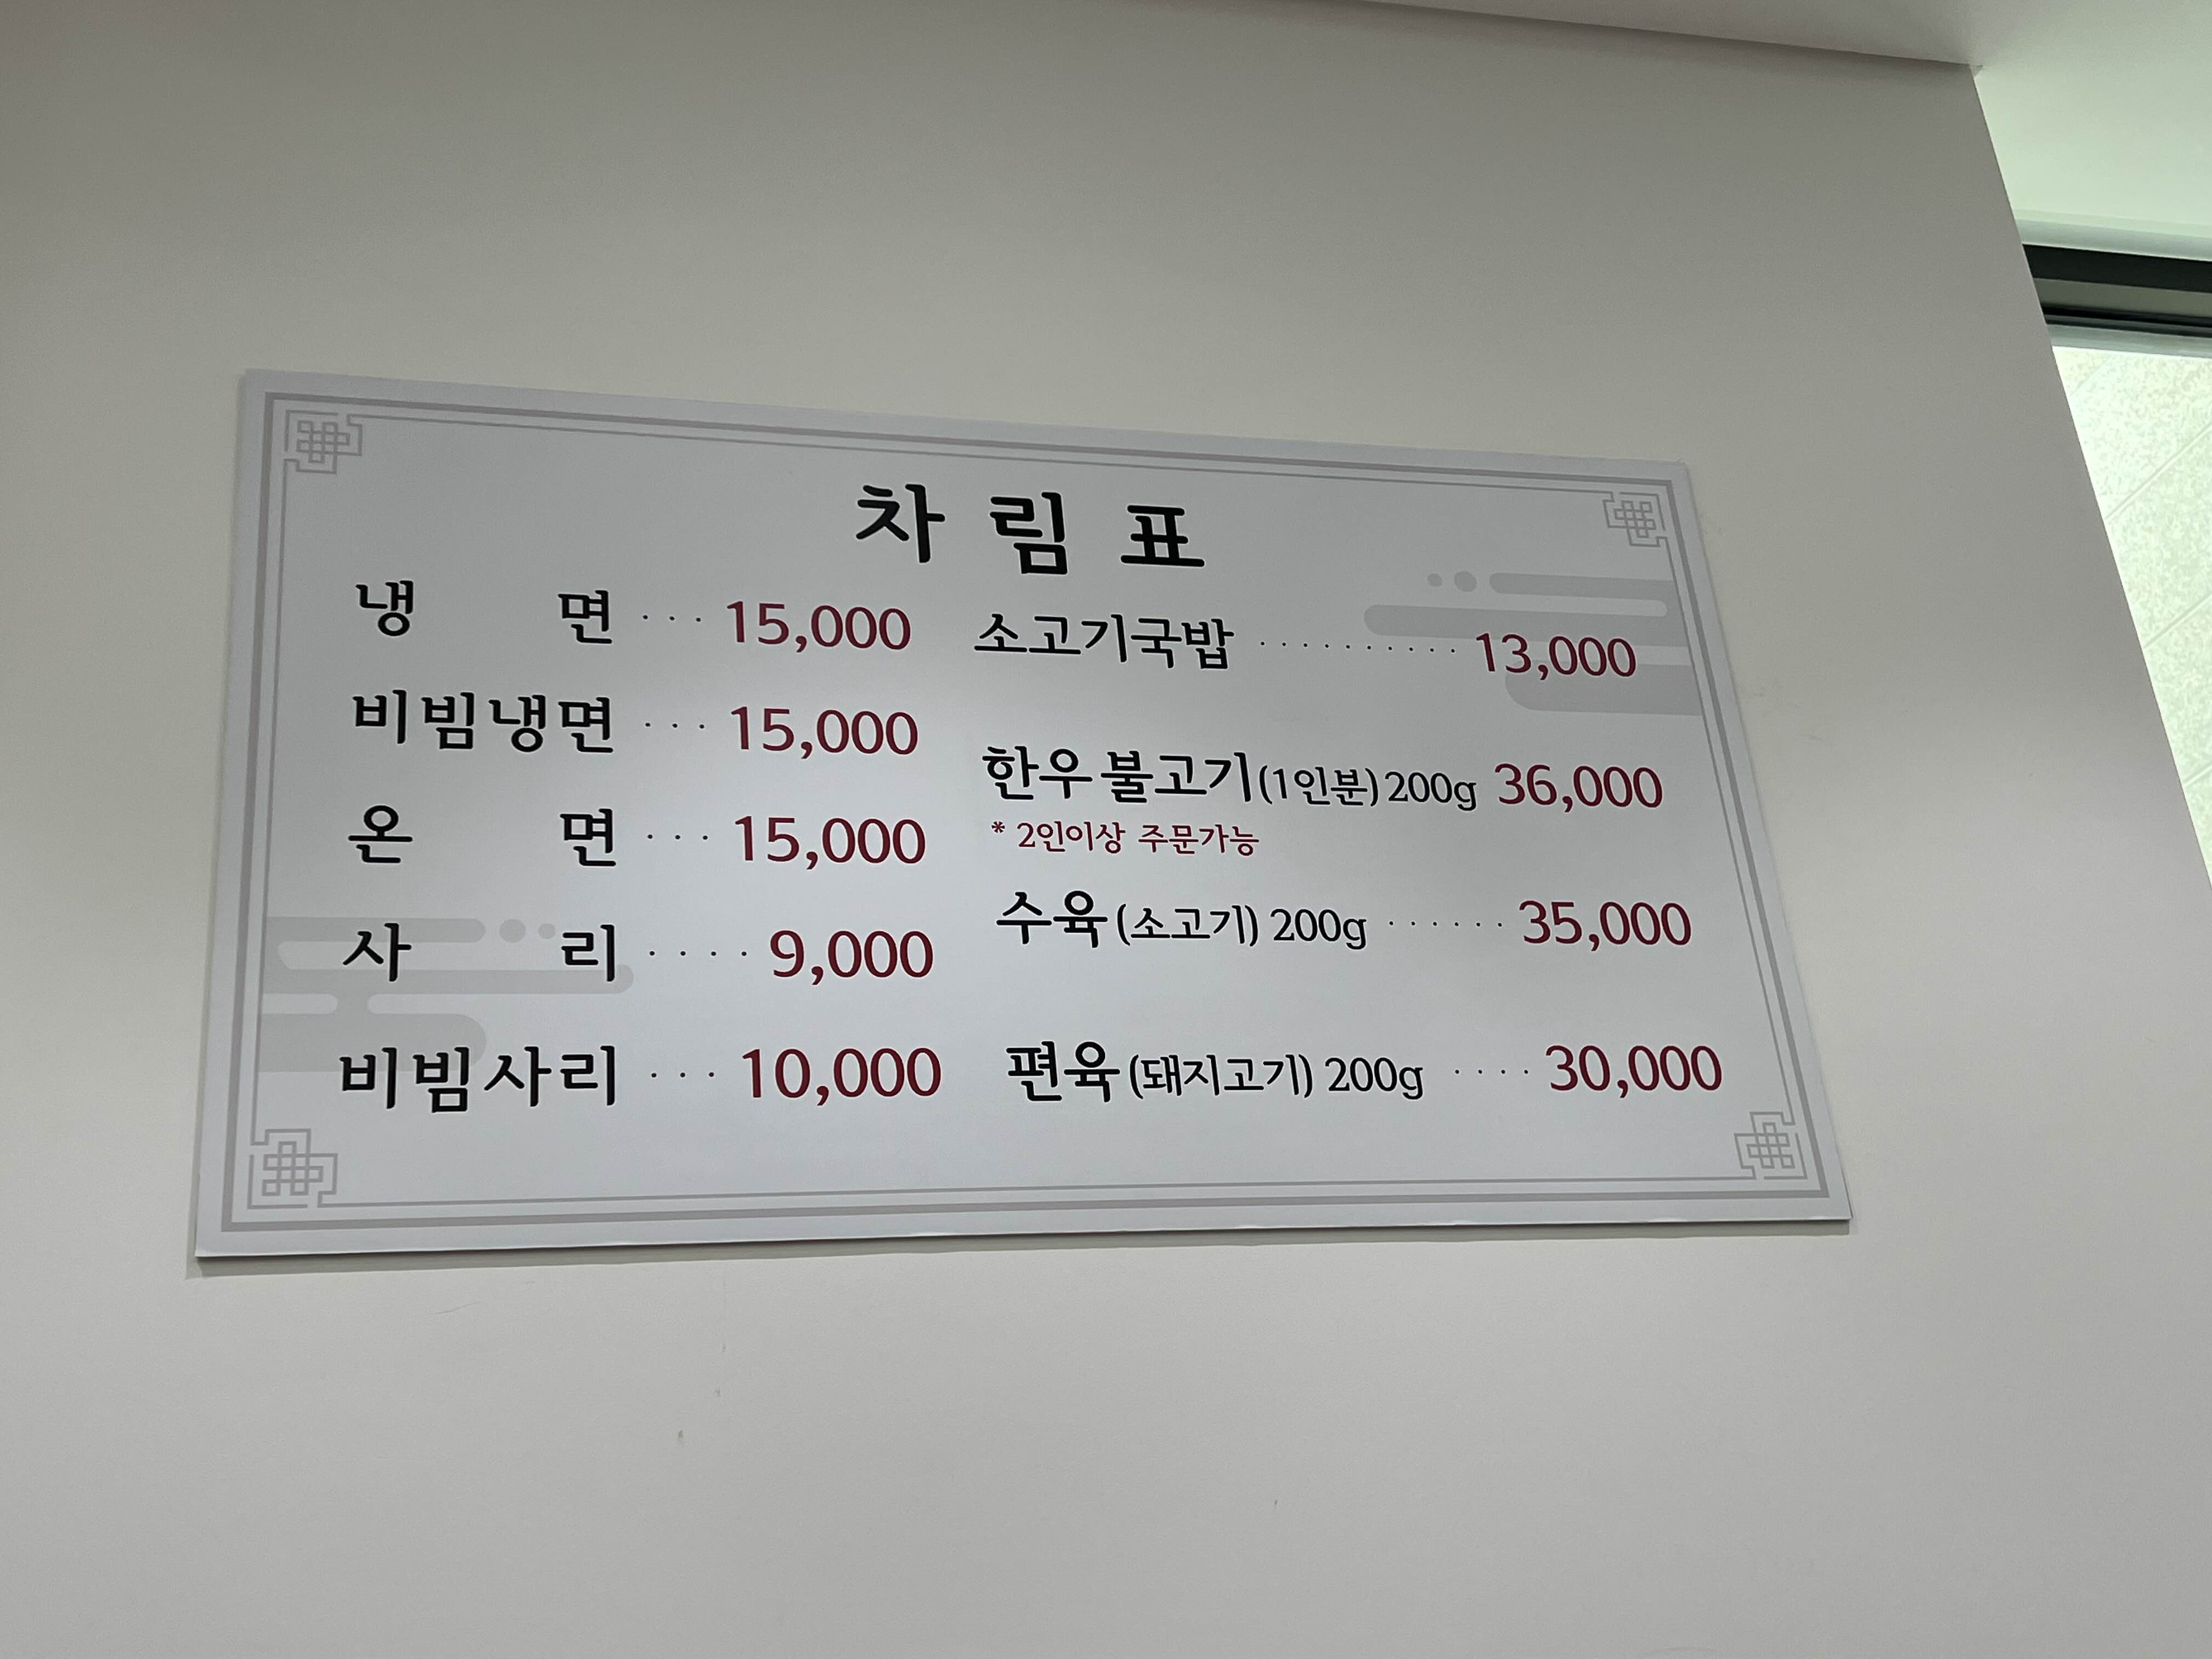 차림표
냉 면 ··· 15,000
비빔냉면 ··· 15,000
온 면 ··· 15,000
사 리 ···· 9,000
비빔사리 ··· 10,000
소고기국밥 ·········· 13,000
한우 불고기(1인분)200g 36,000
* 2인이상 주문가능
수육(소고기) 200g ······ 35,000
편육(돼지고기) 200g ···· 30,000